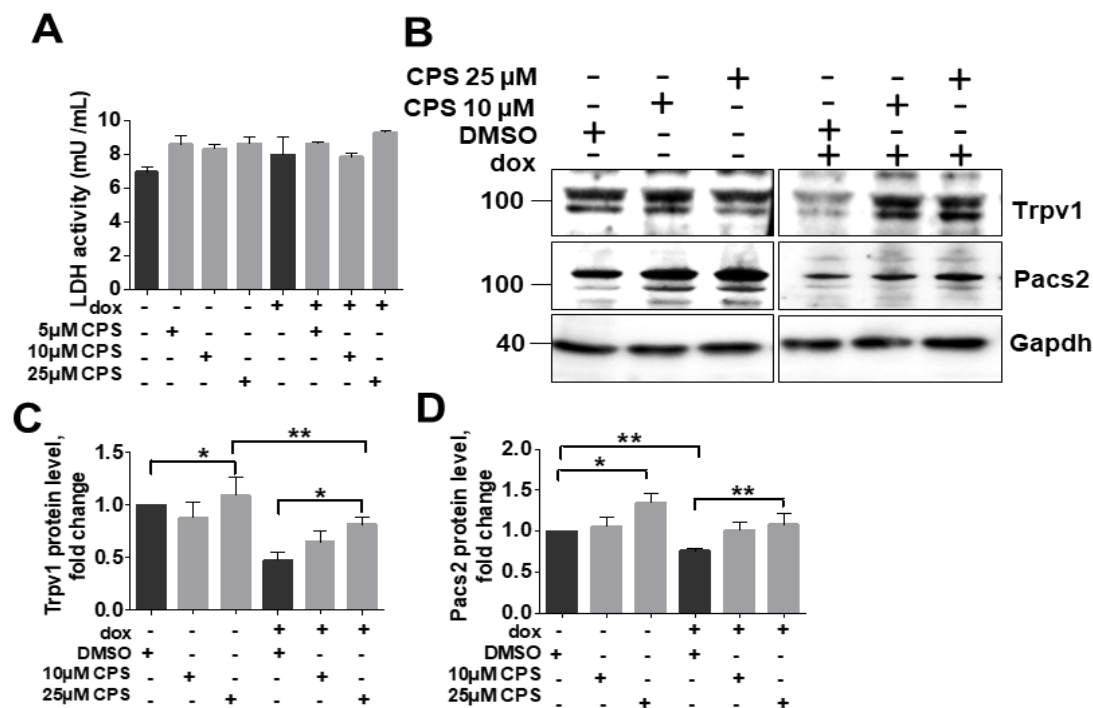 A
LDH activity (mU /mL)
10
8
6
4
2
0
dox - - - - + + + +
5μM CPS - + - - - + - -
10μM CPS - - + - - - + -
25μM CPS - - - + - - - +
B
CPS 25 μM - - + - - +
CPS 10 μM - + - - + -
DMSO + - - + - -
dox - - - + + +
100 Trpv1
100 Pacs2
40 Gapdh
C
Trpv1 protein level,
fold change
1.5
1.0
0.5
0.0
*
**
*
dox - - - + + +
DMSO + - - + - -
10μM CPS - + - - + -
25μM CPS - - + - - +
D
Pacs2 protein level,
fold change
2.0
1.5
1.0
0.5
0.0
**
*
**
dox - - - + + +
DMSO + - - + - -
10μM CPS - + - - + -
25μM CPS - - + - - +